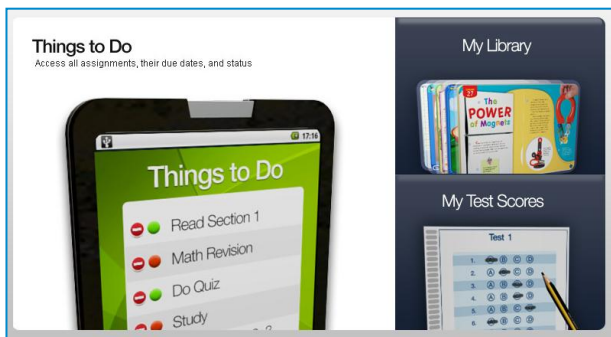 Things to Do
Access all assignments, their due dates, and status
17:16
Things to Do
Read Section 1
Math Revision
Do Quiz
Study
My Library
The
POWER
of Magnets
My Test Scores
Test 1
1. A B C D
2. A B C D
3. A B C D
4. A B C D
5. A B C D
6. A B C D